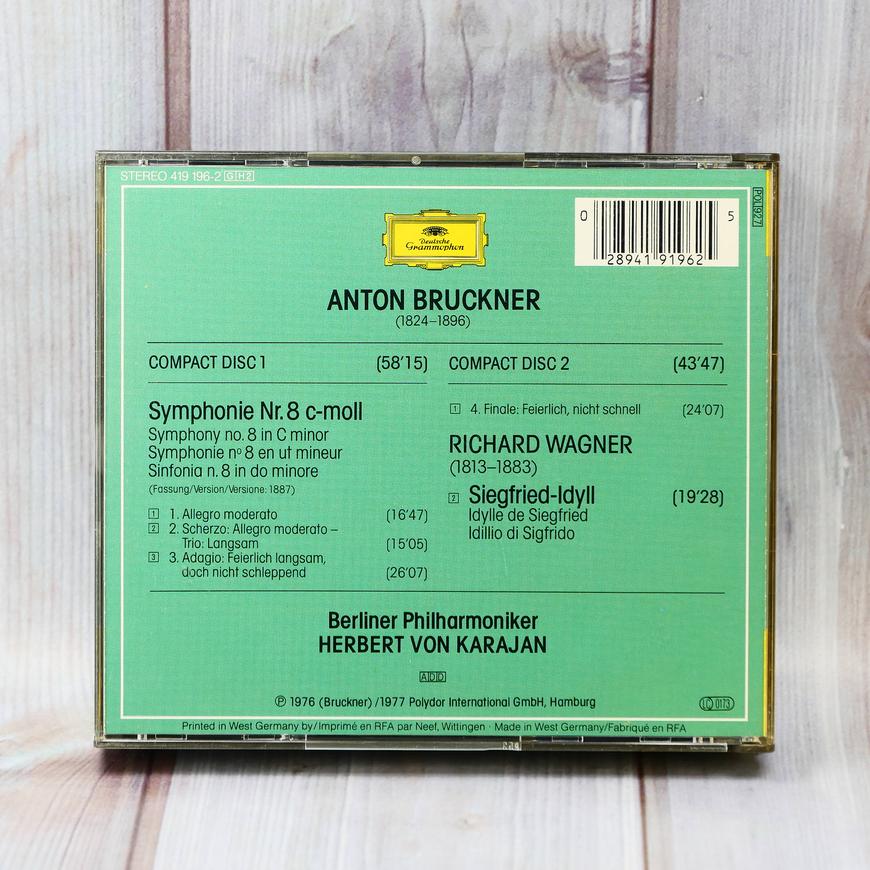 STEREO 419 196-2 GH2
POL 927
Deutsche
Grammophon
0 28941 91962 5
ANTON BRUCKNER
(1824–1896)
COMPACT DISC 1 (58'15)
Symphonie Nr. 8 c-moll
Symphony no. 8 in C minor
Symphonie nº 8 en ut mineur
Sinfonia n. 8 in do minore
(Fassung/Version/Versione: 1887)
1 1. Allegro moderato (16'47)
2 2. Scherzo: Allegro moderato –
Trio: Langsam (15'05)
3 3. Adagio: Feierlich langsam,
doch nicht schleppend (26'07)
COMPACT DISC 2 (43'47)
1 4. Finale: Feierlich, nicht schnell (24'07)
RICHARD WAGNER
(1813–1883)
2 Siegfried-Idyll (19'28)
Idylle de Siegfried
Idillio di Sigfrido
Berliner Philharmoniker
HERBERT VON KARAJAN
ADD
℗ 1976 (Bruckner) /1977 Polydor International GmbH, Hamburg
LC 0173
Printed in West Germany by/Imprimé en RFA par Neef, Wittingen · Made in West Germany/Fabriqué en RFA